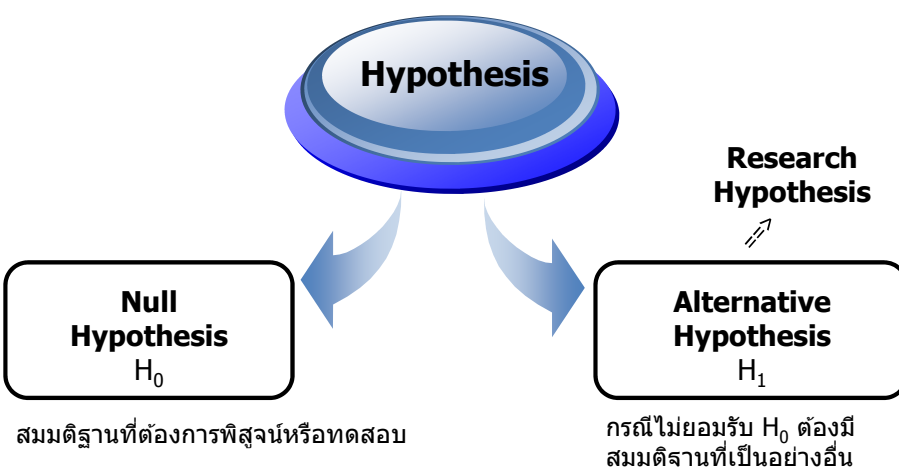 Hypothesis
Research
Hypothesis
Null
Hypothesis
H₀
Alternative
Hypothesis
H₁
สมมติฐานที่ต้องการพิสูจน์หรือทดสอบ
กรณีไม่ยอมรับ H₀ ต้องมี
สมมติฐานที่เป็นอย่างอื่น